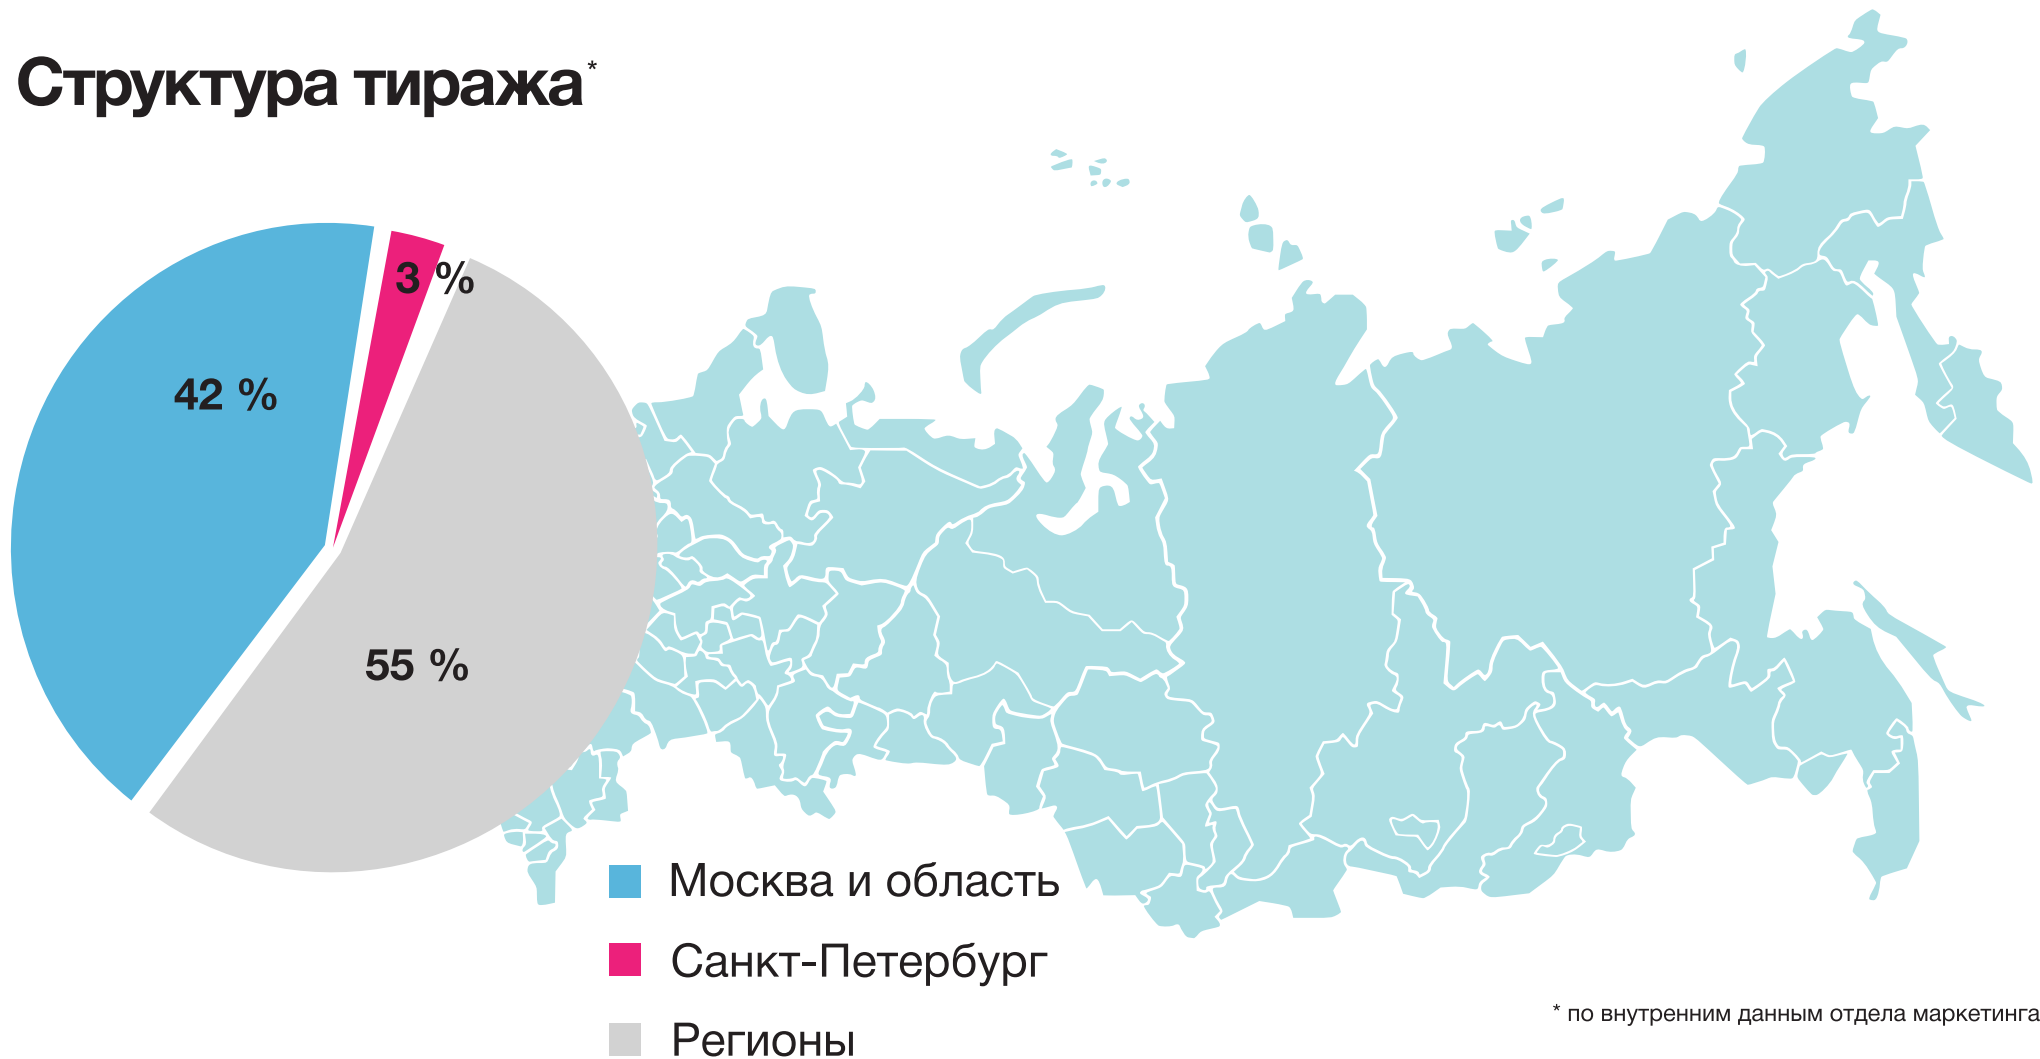 Структура тиража*
42 %
3 %
55 %
Москва и область
Санкт-Петербург
Регионы
* по внутренним данным отдела маркетинга